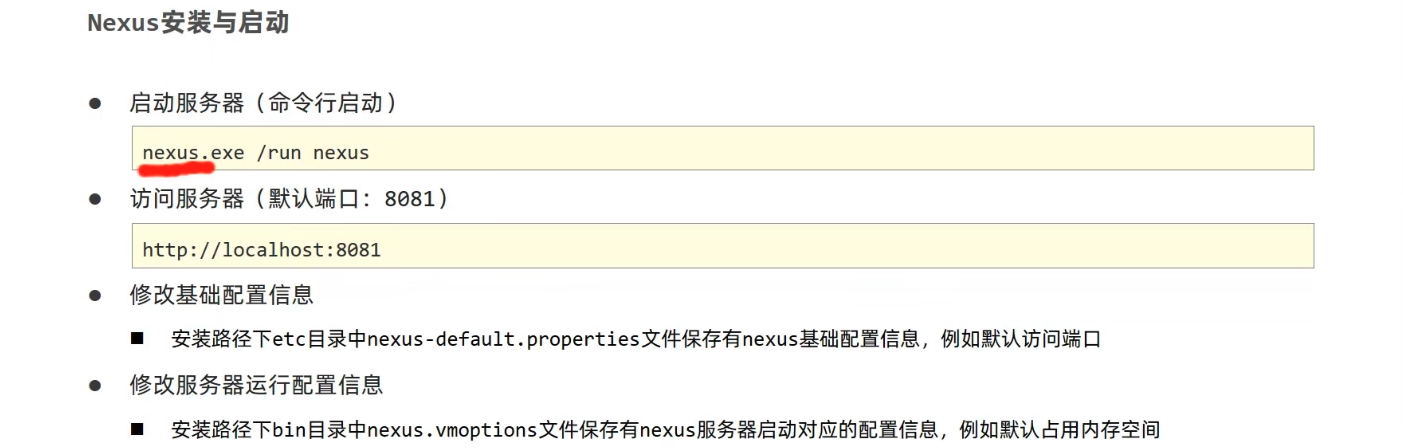 Nexus安装与启动
启动服务器（命令行启动）
nexus.exe /run nexus
访问服务器（默认端口：8081）
http://localhost:8081
修改基础配置信息
安装路径下etc目录中nexus-default.properties文件保存有nexus基础配置信息，例如默认访问端口
修改服务器运行配置信息
安装路径下bin目录中nexus.vmoptions文件保存有nexus服务器启动对应的配置信息，例如默认占用内存空间